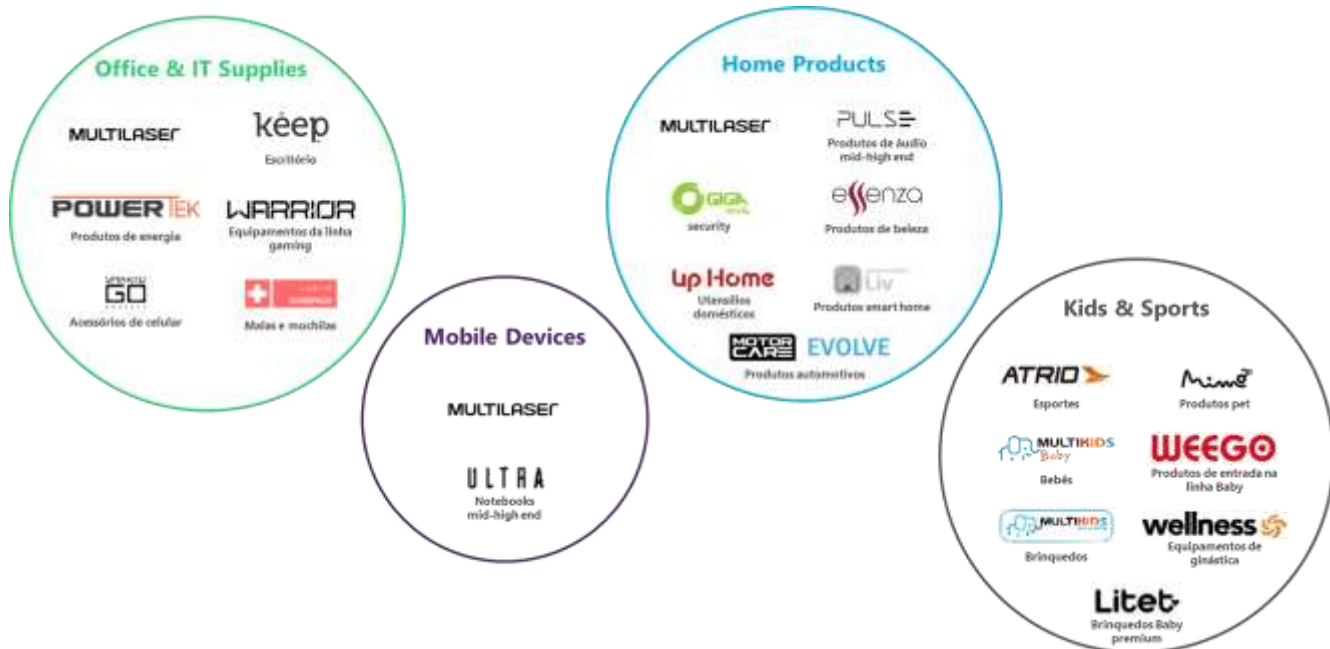 Office & IT Supplies
MULTILASER
keep
Escritório
POWERTEK
Produtos de energia
WARRIOR
Equipamentos da linha
gaming
GO
Acessórios de celular
Malas e mochilas
Mobile Devices
MULTILASER
ULTRA
Notebooks
mid-high end
Home Products
MULTILASER
PULSE
Produtos de áudio
mid-high end
GIGA
security
essenza
Produtos de beleza
up Home
Utensílios
domésticos
Liv
Produtos smart home
MOTOR
CARE
EVOLVE
Produtos automotivos
Kids & Sports
ATRIO
Esportes
Mimo
Produtos pet
MULTIKIDS
Baby
Bebês
WEEGO
Produtos de entrada na
linha Baby
MULTIKIDS
Brinquedos
wellness
Equipamentos de
ginástica
Litet
Brinquedos Baby
premium